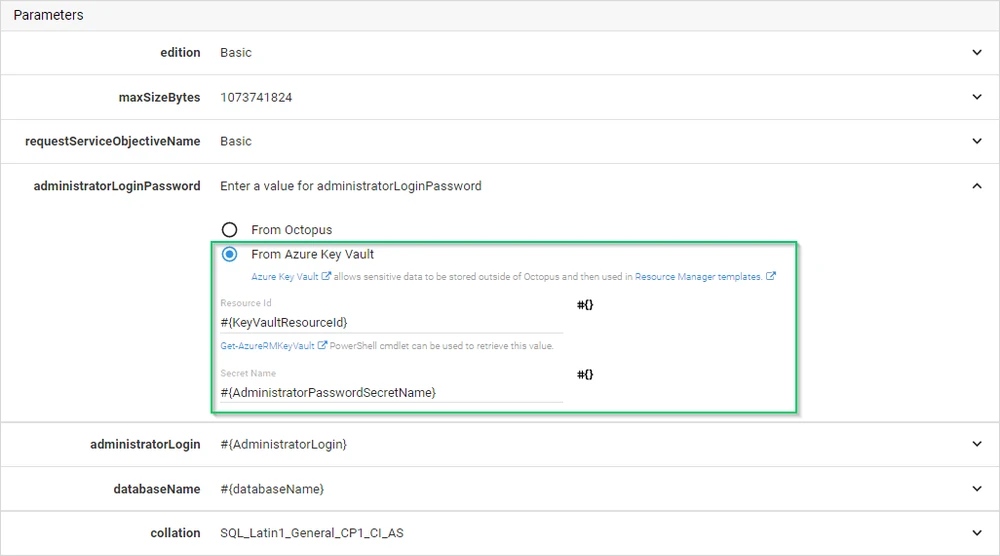 Parameters
edition Basic
maxSizeBytes 1073741824
requestServiceObjectiveName Basic
administratorLoginPassword Enter a value for administratorLoginPassword
From Octopus
From Azure Key Vault
Azure Key Vault allows sensitive data to be stored outside of Octopus and then used in Resource Manager templates.
Resource Id
#{KeyVaultResourceId} #{}
Get-AzureRMKeyVault PowerShell cmdlet can be used to retrieve this value.
Secret Name
#{AdministratorPasswordSecretName} #{}
administratorLogin #{AdministratorLogin}
databaseName #{databaseName}
collation SQL_Latin1_General_CP1_CI_AS